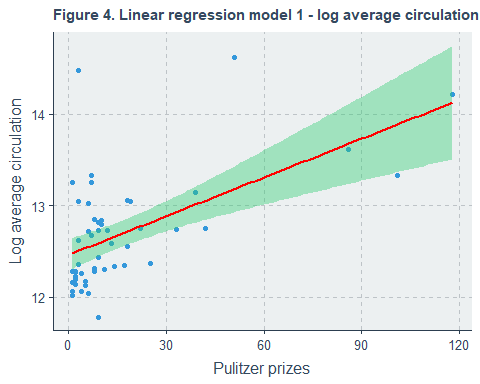 Figure 4. Linear regression model 1 - log average circulation
Log average circulation
14
13
12
0
30
60
90
120
Pulitzer prizes